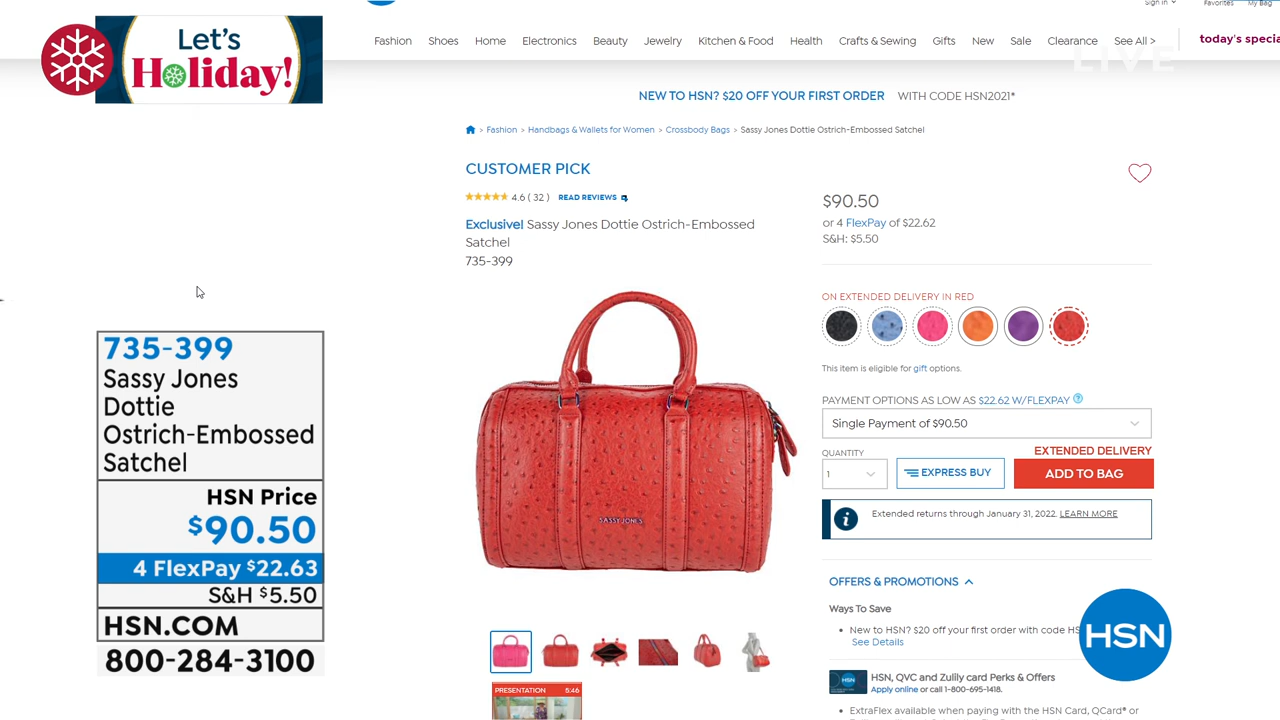 Let's
Holiday!
Sign in
Favorites
My Bag
Fashion Shoes Home Electronics Beauty Jewelry Kitchen & Food Health Crafts & Sewing Gifts New Sale Clearance See All >
today's specia
LIVE
NEW TO HSN? $20 OFF YOUR FIRST ORDER WITH CODE HSN2021*
> Fashion > Handbags & Wallets for Women > Crossbody Bags > Sassy Jones Dottie Ostrich-Embossed Satchel
CUSTOMER PICK
4.6 ( 32 ) READ REVIEWS
Exclusive! Sassy Jones Dottie Ostrich-Embossed
Satchel
735-399
SASSY JONES
$90.50
or 4 FlexPay of $22.62
S&H: $5.50
ON EXTENDED DELIVERY IN RED
This item is eligible for gift options.
PAYMENT OPTIONS AS LOW AS $22.62 W/FLEXPAY ?
Single Payment of $90.50
EXTENDED DELIVERY
QUANTITY
1
EXPRESS BUY
ADD TO BAG
Extended returns through January 31, 2022. LEARN MORE
OFFERS & PROMOTIONS
Ways To Save
• New to HSN? $20 off your first order with code HS
See Details
HSN
HSN
HSN, QVC and Zulily card Perks & Offers
Apply online or call 1-800-695-1418.
• ExtraFlex available when paying with the HSN Card, QCard® or
PRESENTATION 5:46
735-399
Sassy Jones
Dottie
Ostrich-Embossed
Satchel
HSN Price
$90.50
4 FlexPay $22.63
S&H $5.50
HSN.COM
800-284-3100